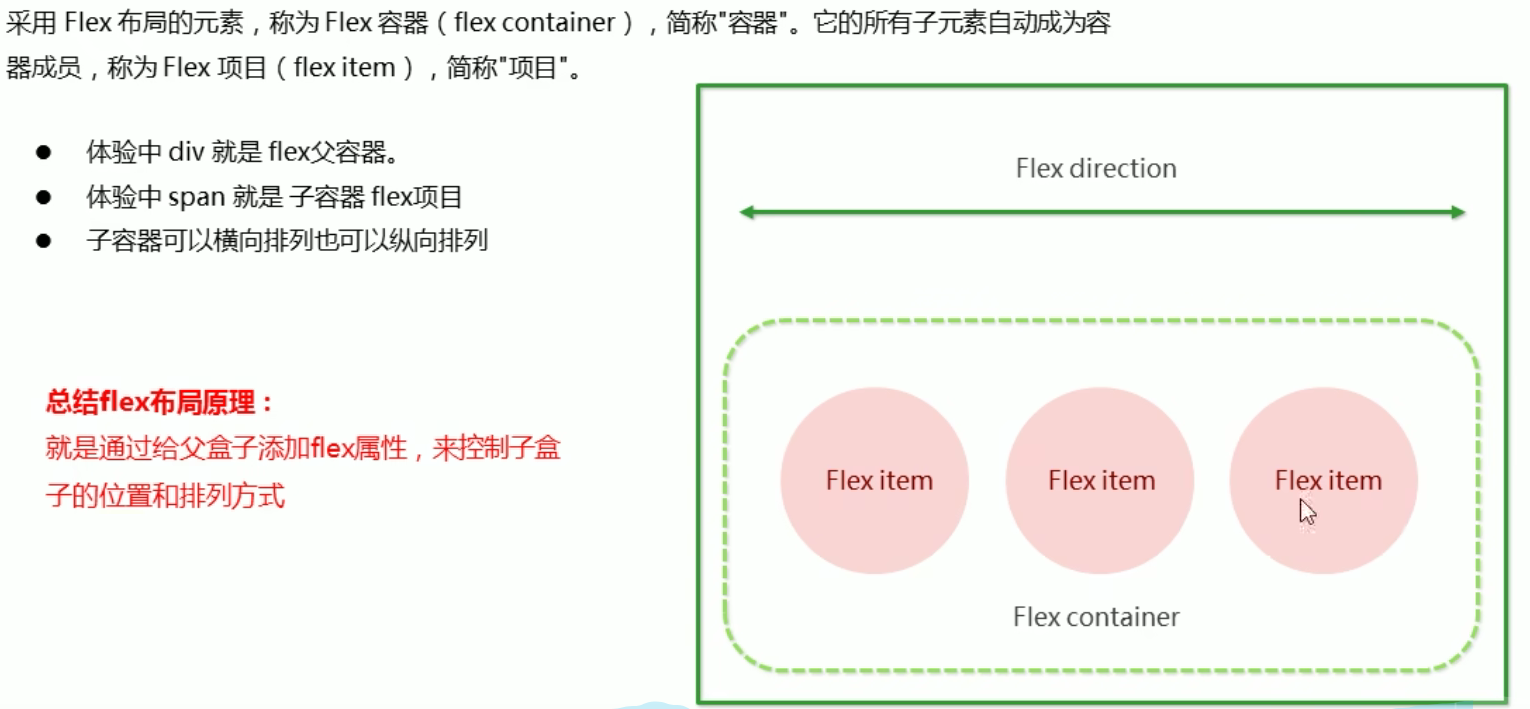 采用 Flex 布局的元素，称为 Flex 容器（flex container），简称"容器"。它的所有子元素自动成为容
器成员，称为 Flex 项目（flex item），简称"项目"。
● 体验中 div 就是 flex父容器。
● 体验中 span 就是 子容器 flex项目
● 子容器可以横向排列也可以纵向排列
总结flex布局原理：
就是通过给父盒子添加flex属性，来控制子盒
子的位置和排列方式
Flex direction
Flex item Flex item Flex item
Flex container